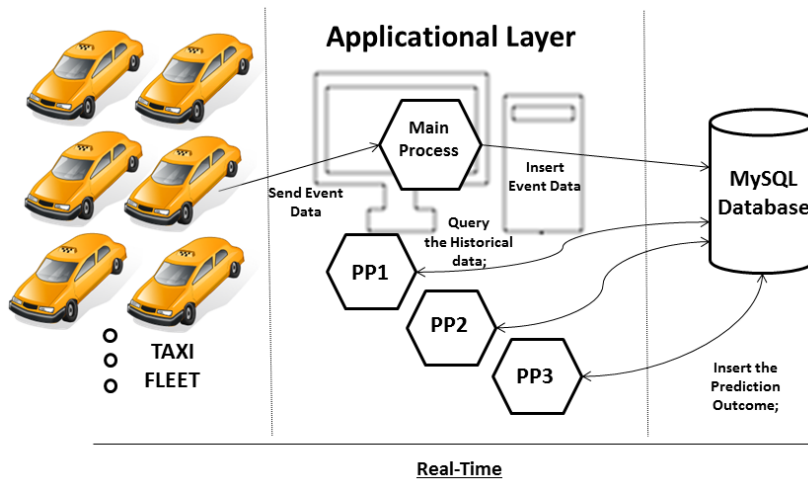 Applicational Layer
Main
Process
Send Event
Data
Insert
Event Data
MySQL
Database
Query
the Historical
data;
PP1
PP2
PP3
TAXI
FLEET
Insert the
Prediction
Outcome;
Real-Time